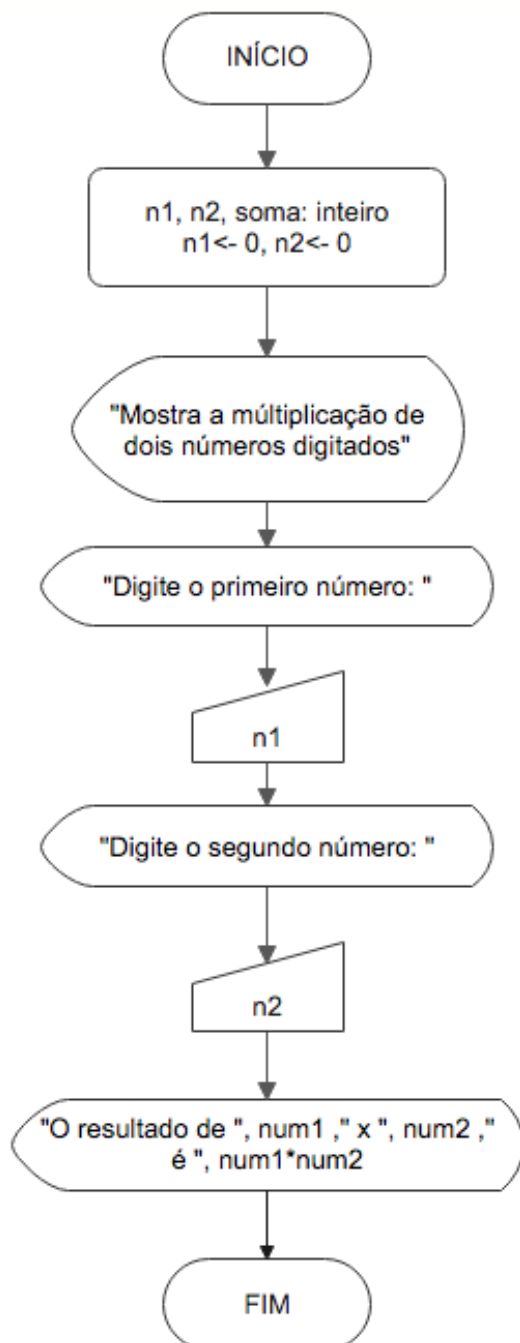 INÍCIO
n1, n2, soma: inteiro
n1<- 0, n2<- 0
"Mostra a múltiplicação de
dois números digitados"
"Digite o primeiro número: "
n1
"Digite o segundo número: "
n2
"O resultado de ", num1 ," x ", num2 ,"
é ", num1*num2
FIM